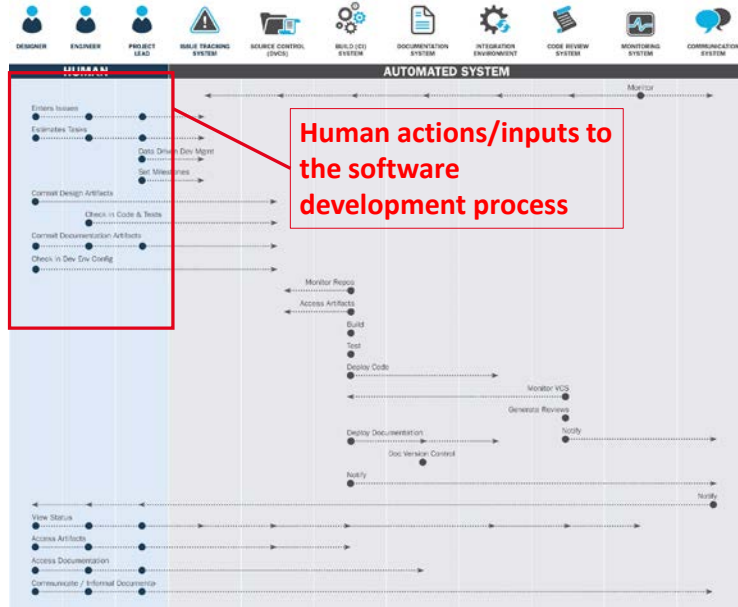 DESIGNER
ENGINEER
PROJECT
LEAD
ISSUE TRACKING
SYSTEM
SOURCE CONTROL
(DVCS)
BUILD (CI)
SYSTEM
DOCUMENTATION
SYSTEM
INTEGRATION
ENVIRONMENT
CODE REVIEW
SYSTEM
MONITORING
SYSTEM
COMMUNICATION
SYSTEM
HUMAN
AUTOMATED SYSTEM
Monitor
Enters Issues
Estimates Tasks
Data Driven Dev Mgmt
Set Milestones
Human actions/inputs to
the software
development process
Commit Design Artifacts
Check in Code & Tests
Commit Documentation Artifacts
Check in Dev Env Config
Monitor Repos
Access Artifacts
Build
Test
Deploy Code
Monitor VCS
Generate Reviews
Deploy Documentation
Notify
Doc Version Control
Notify
Notify
View Status
Access Artifacts
Access Documentation
Communicate / Informal Documenta